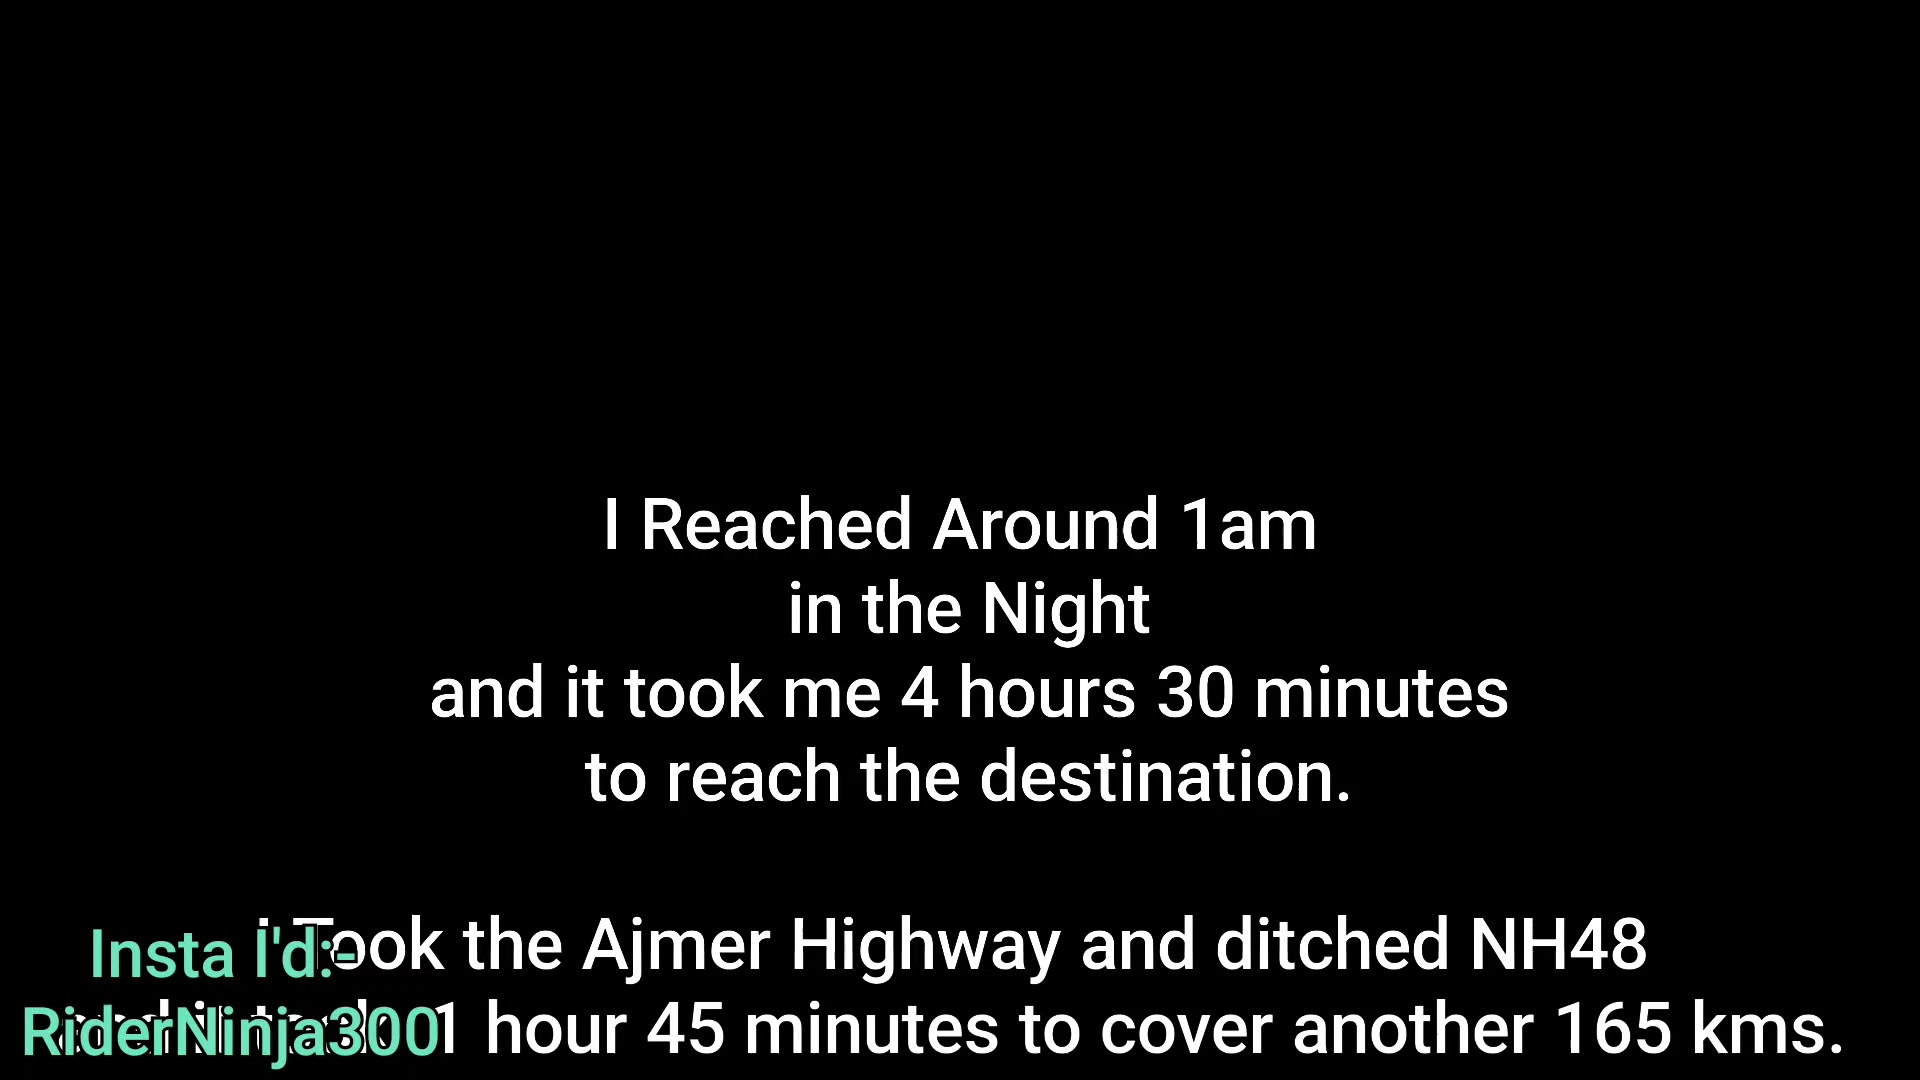 I Reached Around 1am
in the Night
and it took me 4 hours 30 minutes
to reach the destination.
i Took the Ajmer Highway and ditched NH48
1 hour 45 minutes to cover another 165 kms.
Insta I'd:-
RiderNinja300